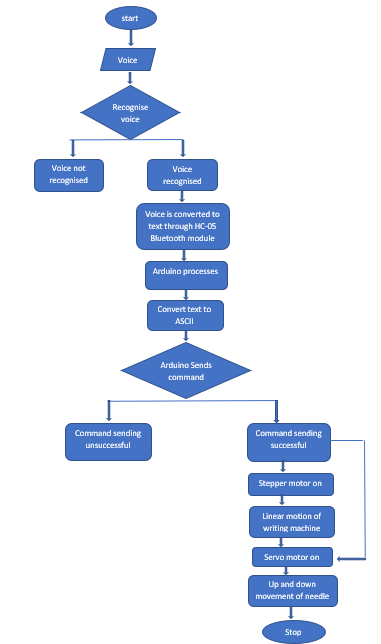 start
Voice
Recognise
voice
Voice not
recognised
Voice
recognised
Voice is converted to
text through HC-05
Bluetooth module
Arduino processes
Convert text to
ASCII
Arduino Sends
command
Command sending
unsuccessful
Command sending
successful
Stepper motor on
Linear motion of
writing machine
Servo motor on
Up and down
movement of needle
Stop